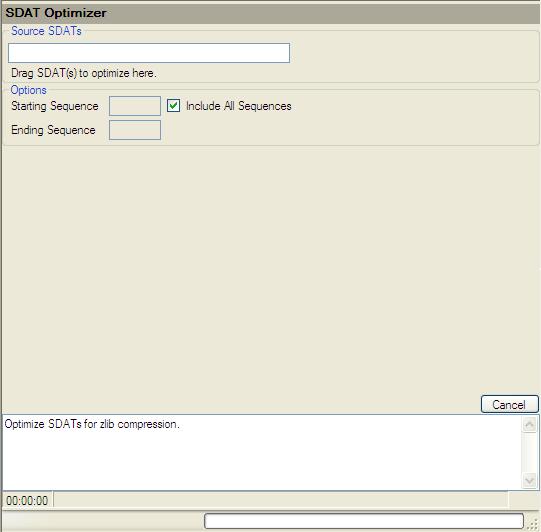 SDAT Optimizer
Source SDATs
Drag SDAT(s) to optimize here.
Options
Starting Sequence
Include All Sequences
Ending Sequence
Cancel
Optimize SDATs for zlib compression.
00:00:00